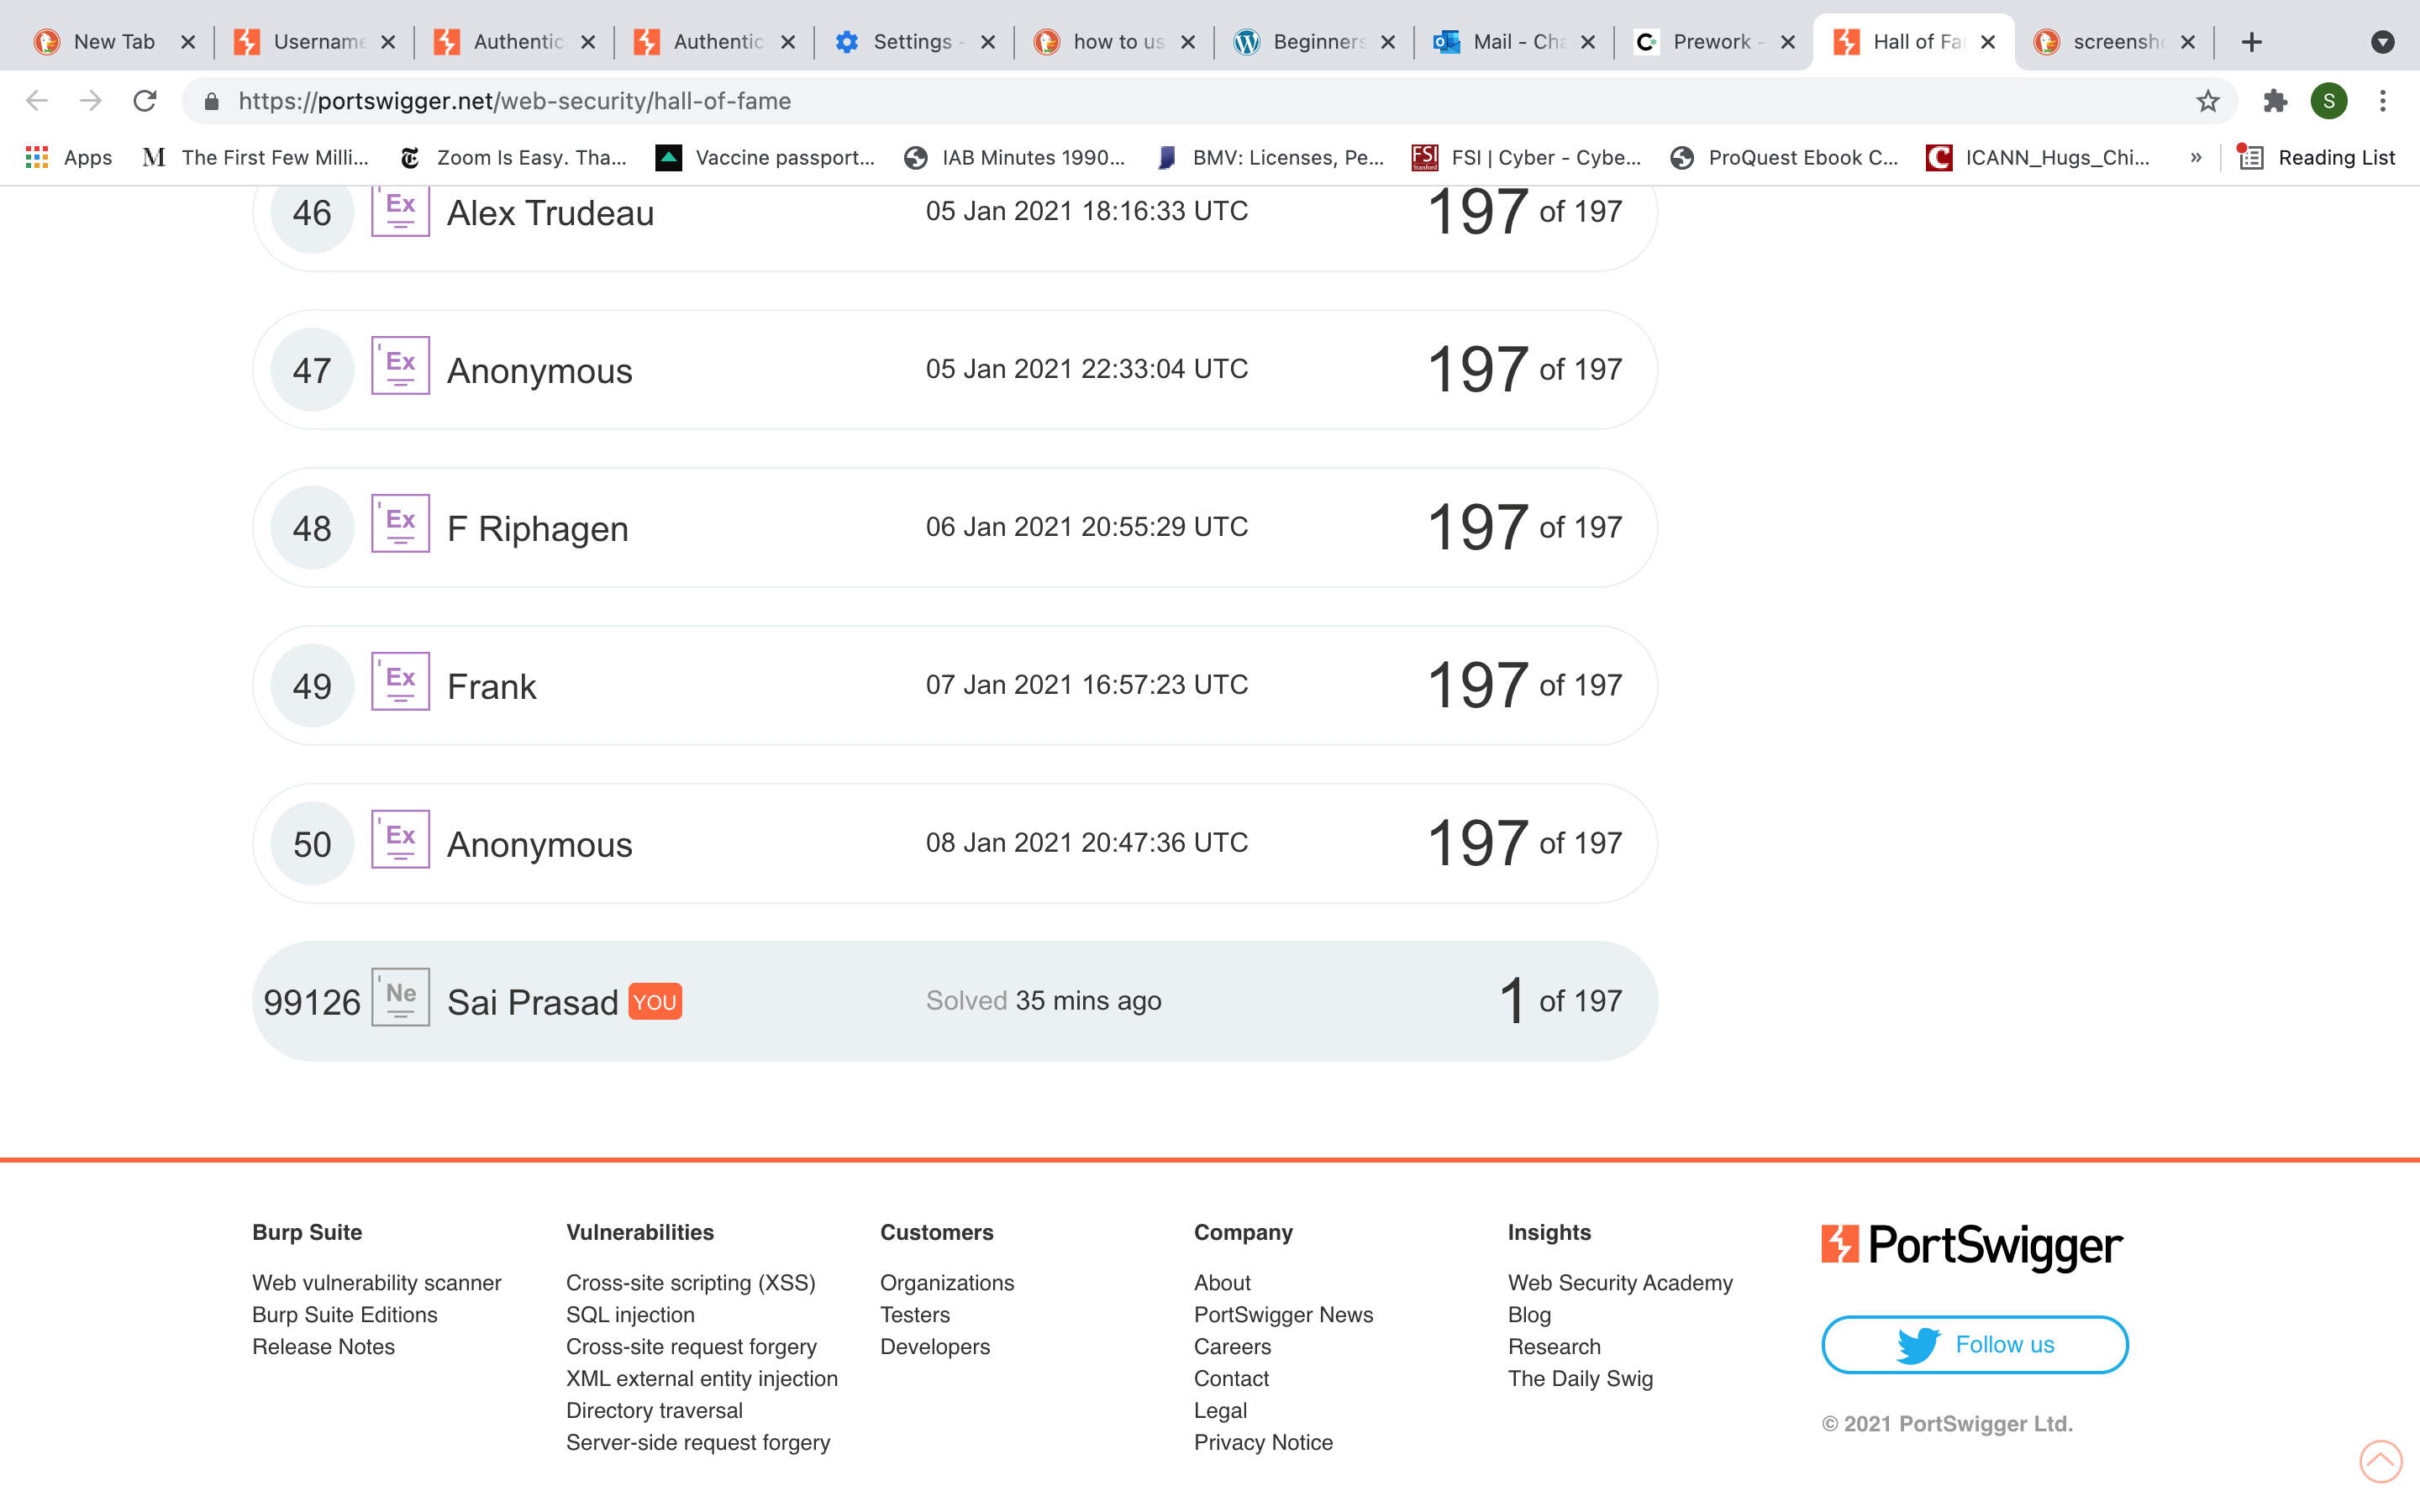 New Tab
Username
Authentic
Authentic
Settings -
how to us
Beginners
Mail - Cha
Prework -
Hall of Fa
screensho
https://portswigger.net/web-security/hall-of-fame
S
Apps
M The First Few Milli...
Zoom Is Easy. Tha...
Vaccine passport...
IAB Minutes 1990...
BMV: Licenses, Pe...
FSI Stanford FSI | Cyber - Cybe...
ProQuest Ebook C...
C ICANN_Hugs_Chi...
»
Reading List
46 Ex Alex Trudeau 05 Jan 2021 18:16:33 UTC 197 of 197
47 Ex Anonymous 05 Jan 2021 22:33:04 UTC 197 of 197
48 Ex F Riphagen 06 Jan 2021 20:55:29 UTC 197 of 197
49 Ex Frank 07 Jan 2021 16:57:23 UTC 197 of 197
50 Ex Anonymous 08 Jan 2021 20:47:36 UTC 197 of 197
99126 Ne Sai Prasad YOU Solved 35 mins ago 1 of 197
Burp Suite
Web vulnerability scanner
Burp Suite Editions
Release Notes
Vulnerabilities
Cross-site scripting (XSS)
SQL injection
Cross-site request forgery
XML external entity injection
Directory traversal
Server-side request forgery
Customers
Organizations
Testers
Developers
Company
About
PortSwigger News
Careers
Contact
Legal
Privacy Notice
Insights
Web Security Academy
Blog
Research
The Daily Swig
PortSwigger
Follow us
© 2021 PortSwigger Ltd.